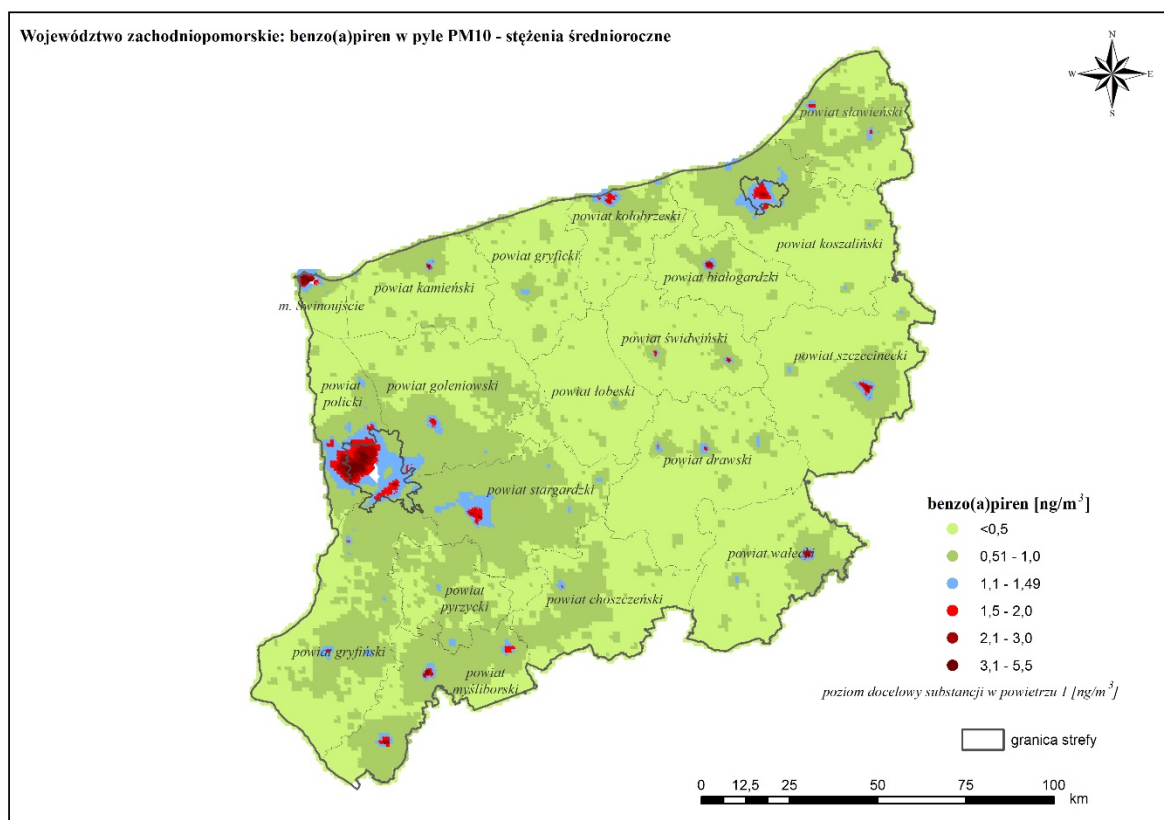 Województwo zachodniopomorskie: benzo(a)piren w pyle PM10 - stężenia średnioroczne
N
W E
S
powiat sławieński
powiat kołobrzeski
powiat koszaliński
powiat gryficki
powiat białogardzki
powiat kamieński
m. Świnoujście
powiat świdwiński
powiat szczecinecki
powiat
policki
powiat goleniowski
powiat łobeski
powiat drawski
powiat stargardzki
powiat wałecki
powiat
pyrzycki
powiat choszczeński
powiat gryfiński
powiat
myśliborski
benzo(a)piren [ng/m³]
<0,5
0,51 - 1,0
1,1 - 1,49
1,5 - 2,0
2,1 - 3,0
3,1 - 5,5
poziom docelowy substancji w powietrzu 1 [ng/m³]
granica strefy
0 12,5 25 50 75 100
km